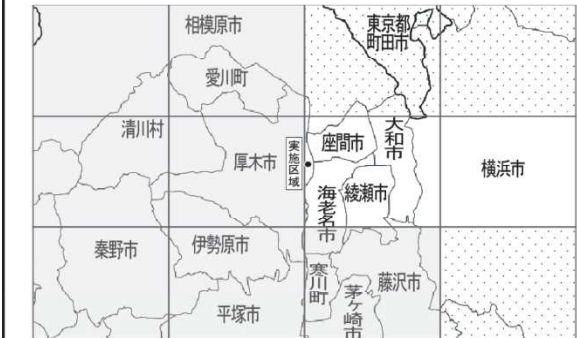 相模原市
東京都
町田市
愛川町
清川村
厚木市
実施区域
座間市
大和市
横浜市
海老名市
綾瀬市
秦野市
伊勢原市
寒川町
藤沢市
平塚市
茅ヶ崎市